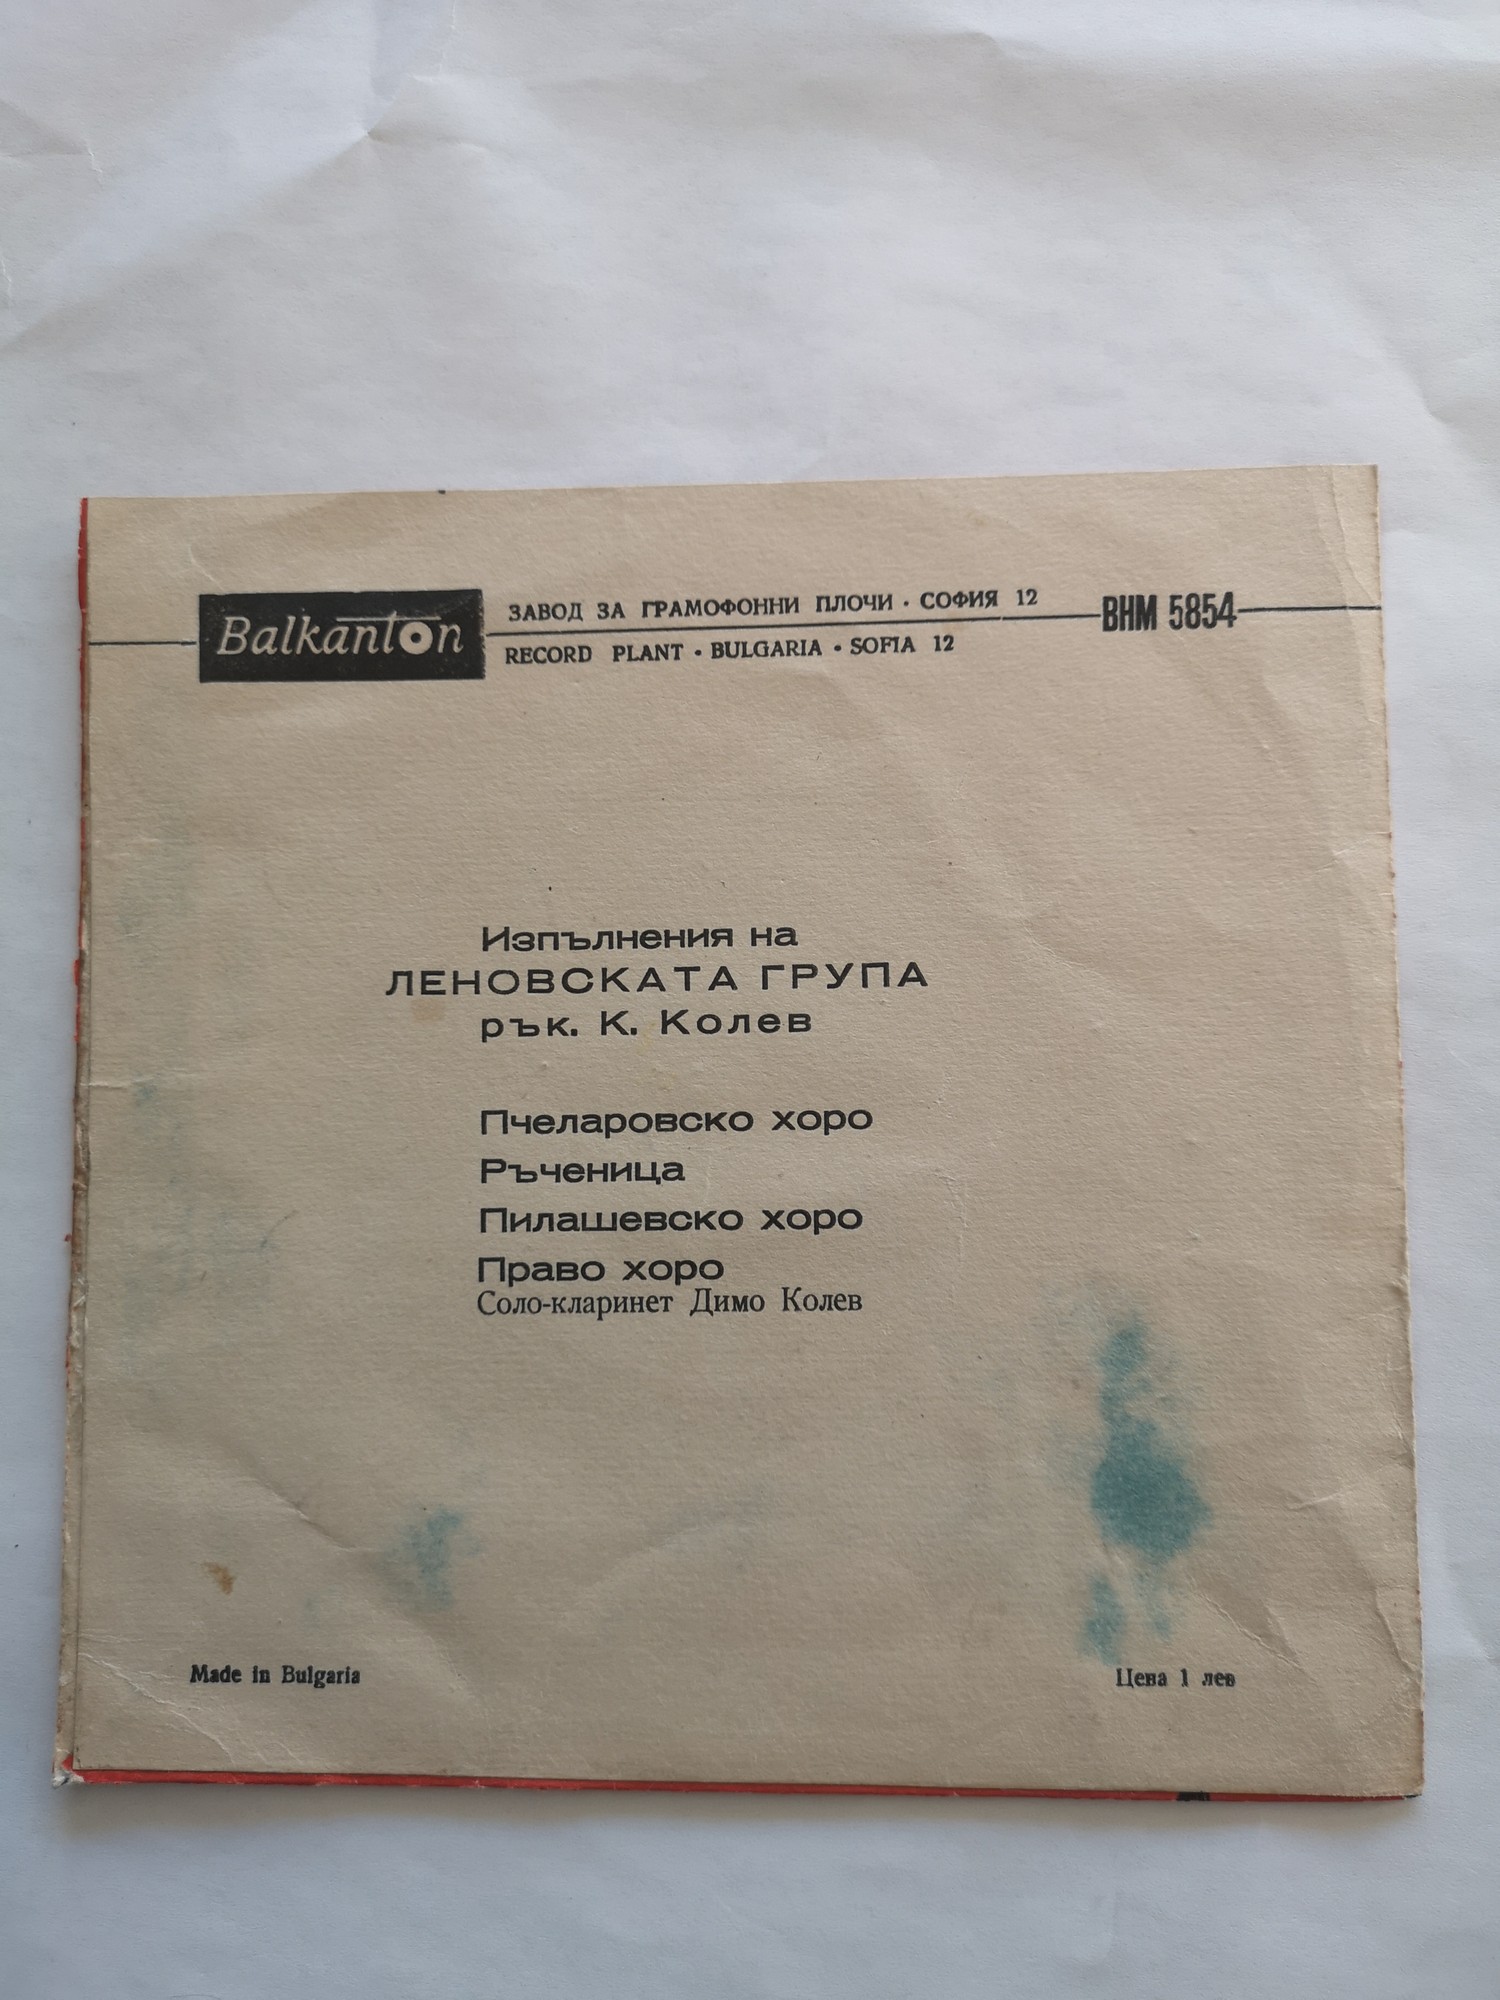 Balkanton
ЗАВОД ЗА ГРАМОФОННИ ПЛОЧИ · СОФИЯ 12
ВНМ 5854
RECORD PLANT · BULGARIA · SOFIA 12
Изпълнения на
ЛЕНОВСКАТА ГРУПА
рък. К. Колев
Пчеларовско хоро
Ръченица
Пилашевско хоро
Право хоро
Соло-кларинет Димо Колев
Made in Bulgaria
Цена 1 лев